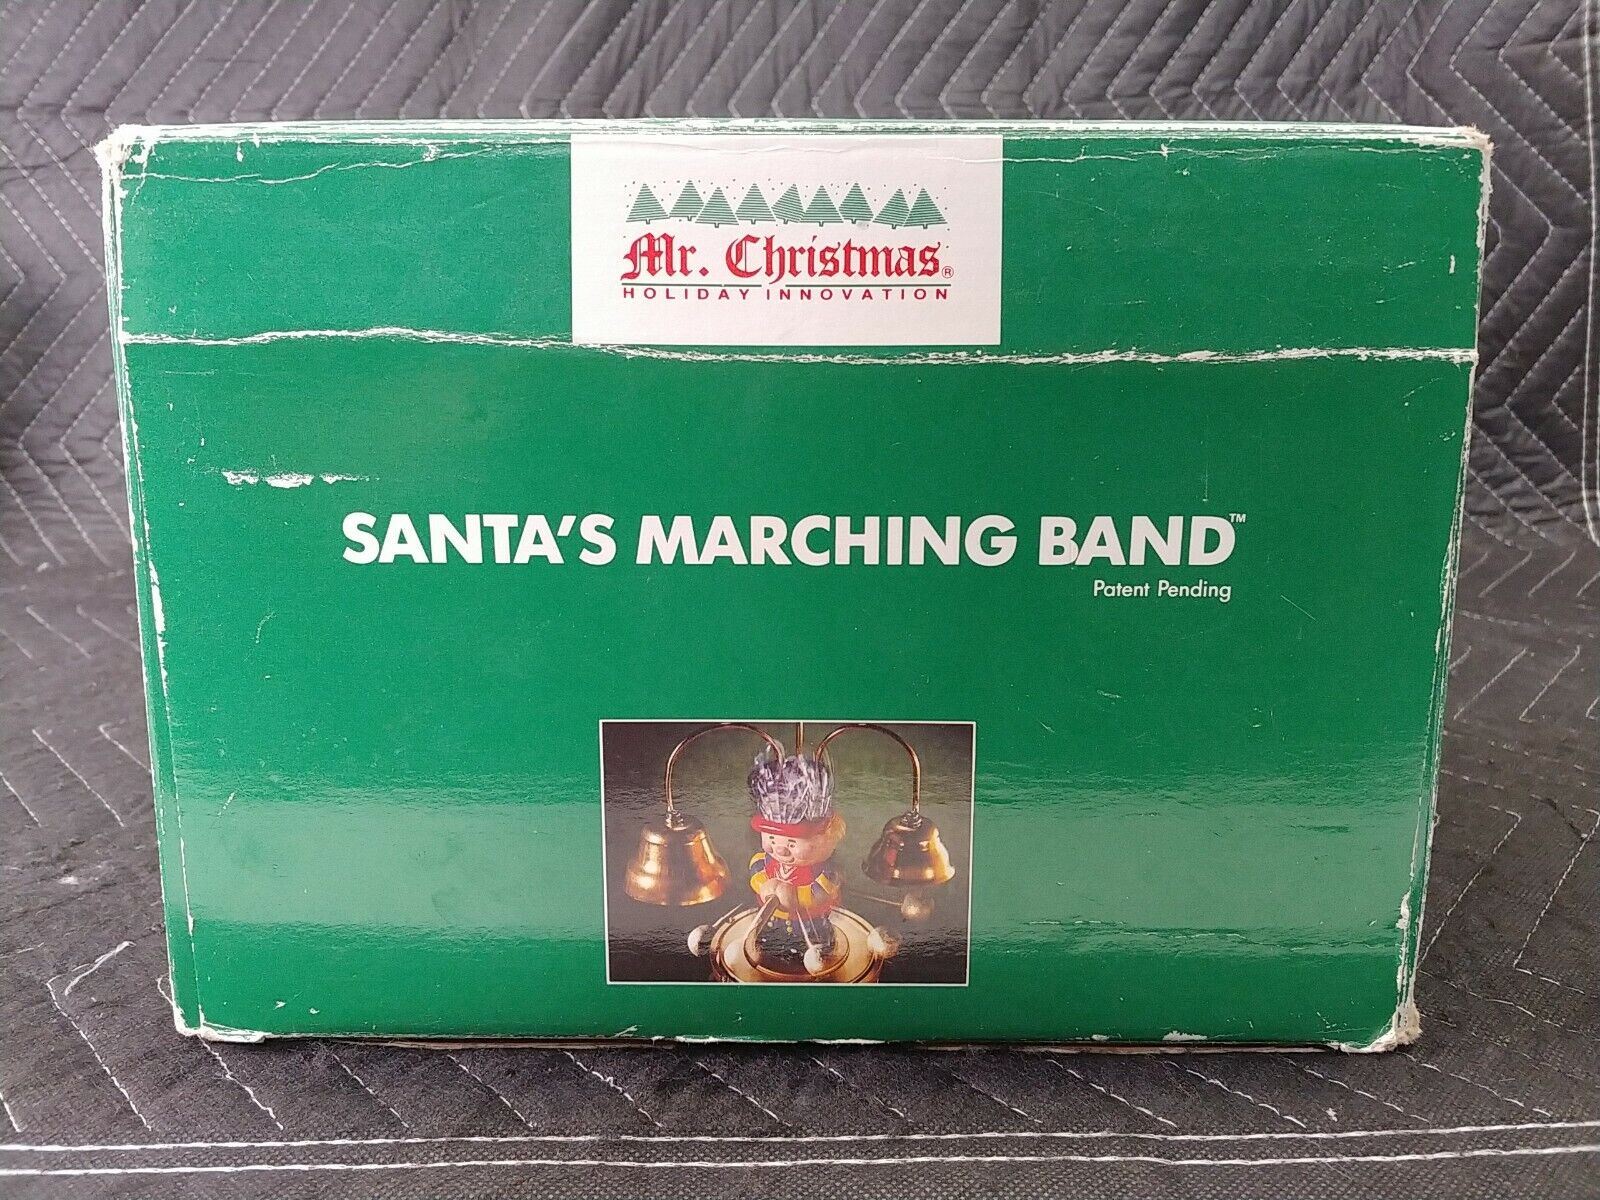 Mr. Christmas®
HOLIDAY INNOVATION
SANTA'S MARCHING BAND™
Patent Pending